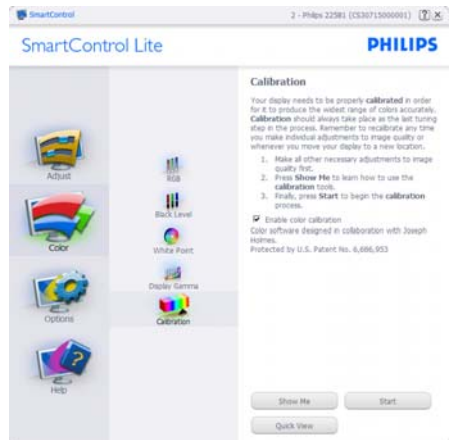 SmartControl
2 - Philips 225B1 (CS30715000001)
SmartControl Lite
PHILIPS
Adjust
Color
Options
Help
RGB
Black Level
White Point
Display Gamma
Calibration
Calibration
Your display needs to be properly calibrated in order
for it to produce the widest range of colors accurately.
Calibration should always take place as the last tuning
step in the process. Remember to recalibrate any time
you make individual adjustments to image quality or
whenever you move your display to a new location.
1. Make all other necessary adjustments to image
quality first.
2. Press Show Me to learn how to use the
calibration tools.
3. Finally, press Start to begin the calibration
process.
Enable color calibration
Color software designed in collaboration with Joseph
Holmes.
Protected by U.S. Patent No. 6,686,953
Show Me
Start
Quick View